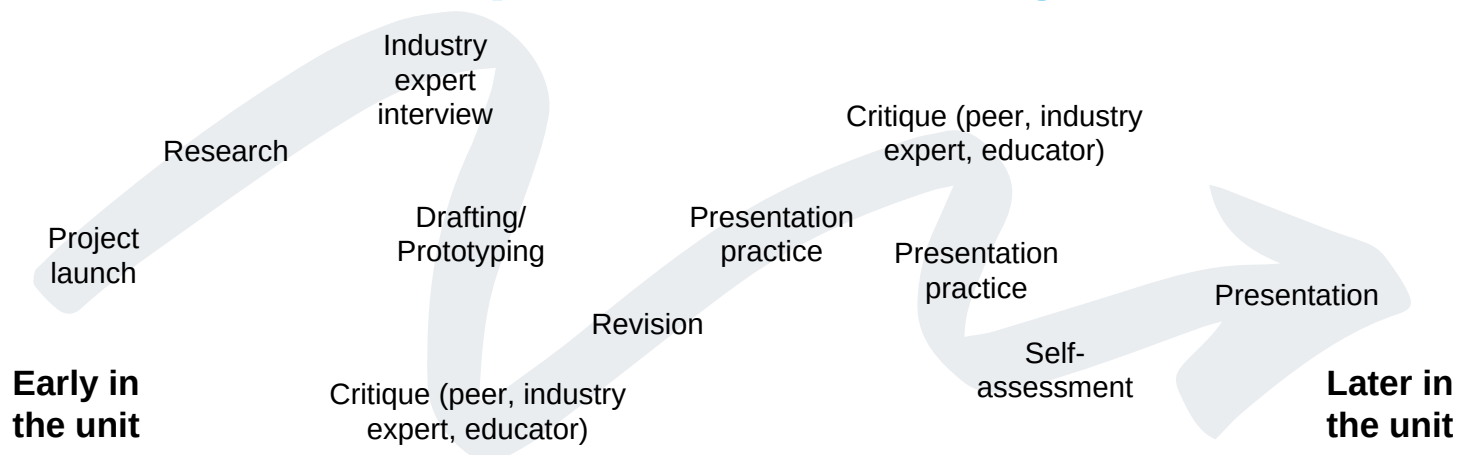 Project
launch
Research
Industry
expert
interview
Drafting/
Prototyping
Critique (peer, industry
expert, educator)
Revision
Presentation
practice
Critique (peer, industry
expert, educator)
Presentation
practice
Self-
assessment
Presentation
Early in
the unit
Later in
the unit